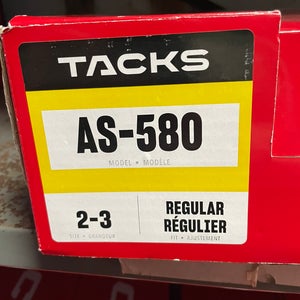 TACKS
AS-580
MODEL • MODÈLE
2-3
SIZE • GRANDEUR
REGULAR
RÉGULIER
FIT • AJUSTEMENT